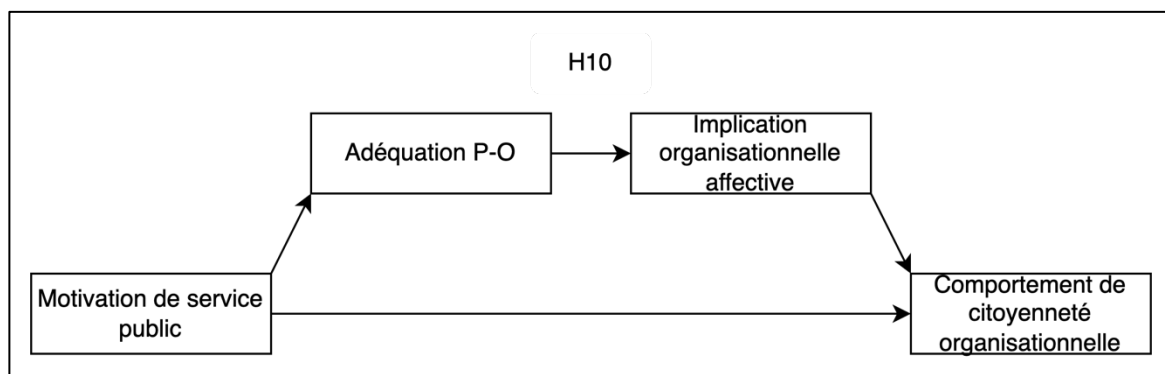 H10
Adéquation P-O
Implication
organisationnelle
affective
Motivation de service
public
Comportement de
citoyenneté
organisationnelle